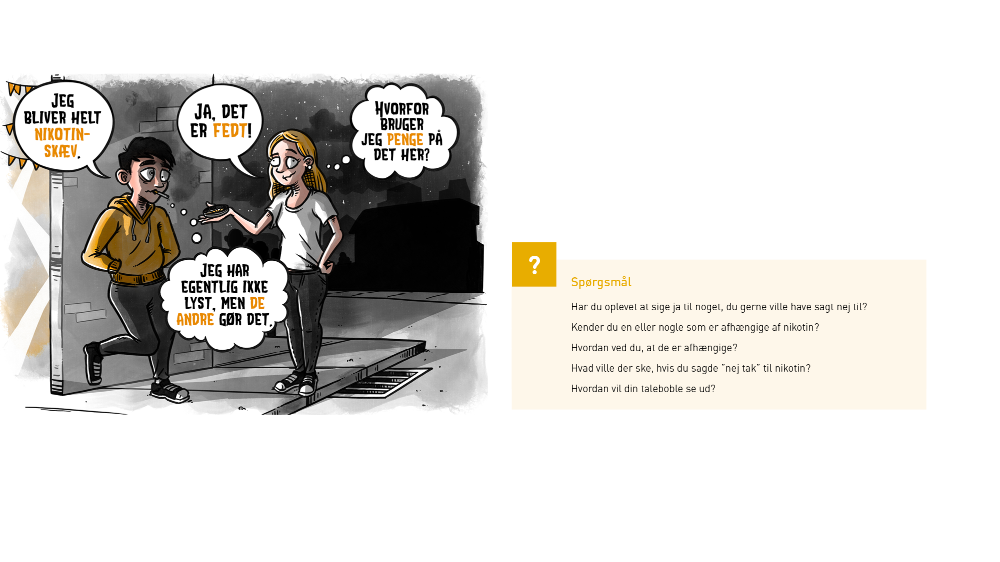 JEG
BLIVER HELT
NIKOTIN-
SKÆV.
JA, DET
ER FEDT!
HVORFOR
BRUGER
JEG PENGE PÅ
DET HER?
JEG HAR
EGENTLIG IKKE
LYST, MEN DE
ANDRE GØR DET.
?
Spørgsmål
Har du oplevet at sige ja til noget, du gerne ville have sagt nej til?
Kender du en eller nogle som er afhængige af nikotin?
Hvordan ved du, at de er afhængige?
Hvad ville der ske, hvis du sagde ”nej tak” til nikotin?
Hvordan vil din taleboble se ud?